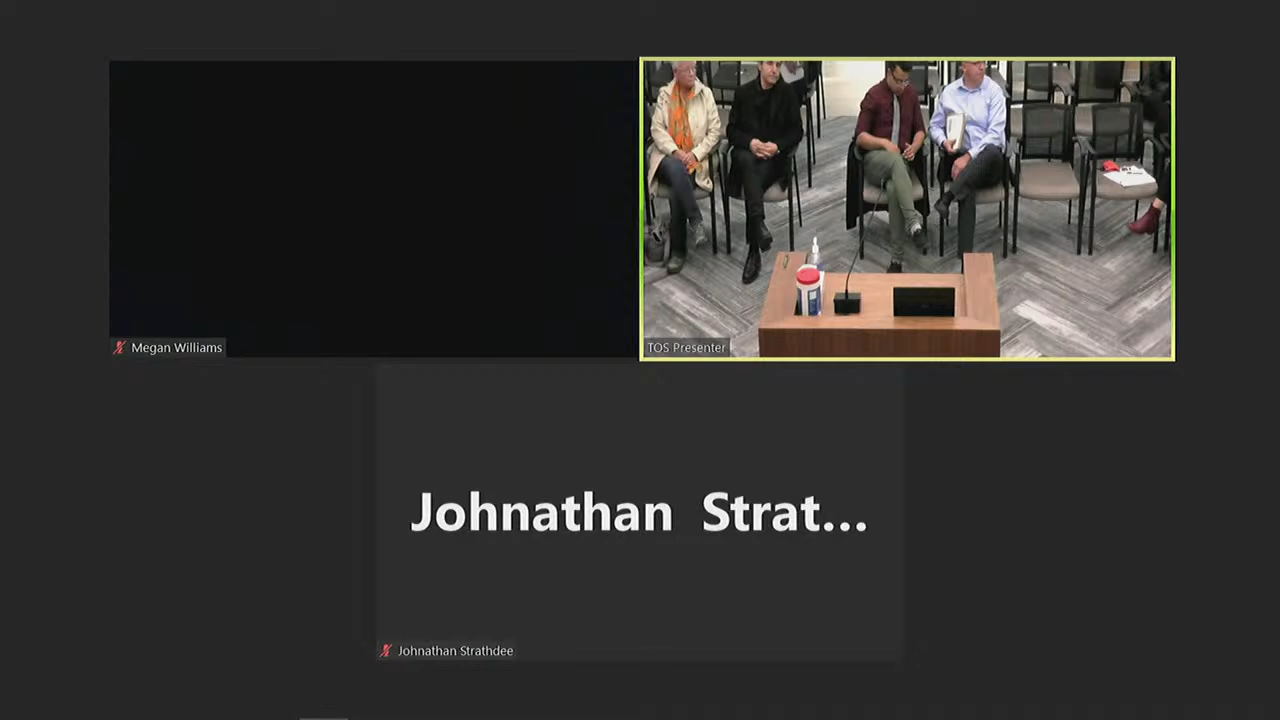 Megan Williams
TOS Presenter
Johnathan Strat...
Johnathan Strathdee